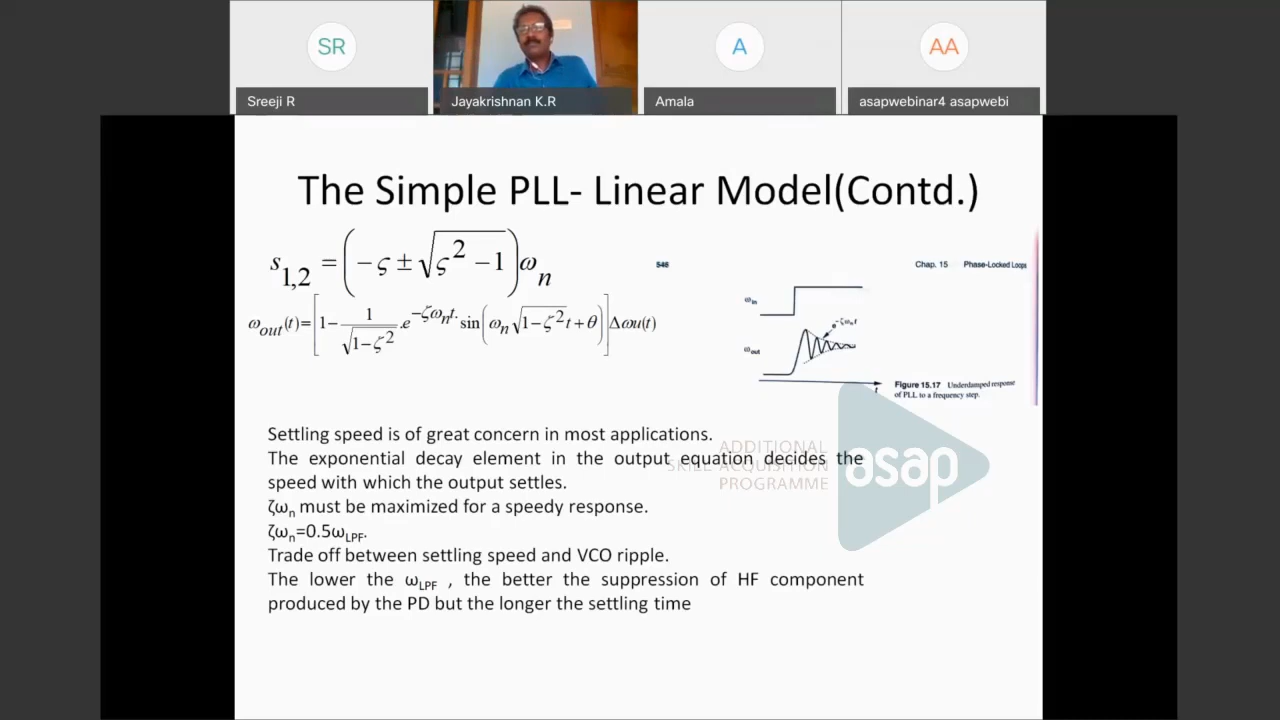 SR
A
AA
Sreeji R
Jayakrishnan K.R
Amala
asapwebinar4 asapwebi
The Simple PLL- Linear Model(Contd.)
s1,2 = (−ς ± √ς² − 1) ωn
ωout(t) = [1 − 1/√1−ζ² .e^−ζωnt. sin(ωn√1−ζ² t + θ)] Δωu(t)
546
Chap. 15 Phase-Locked Loops
ωin
e−ζωnt
ωout
t
Figure 15.17 Underdamped response
of PLL to a frequency step.
Settling speed is of great concern in most applications.
The exponential decay element in the output equation decides the
speed with which the output settles.
ζωn must be maximized for a speedy response.
ζωn=0.5ωLPF.
Trade off between settling speed and VCO ripple.
The lower the ωLPF , the better the suppression of HF component
produced by the PD but the longer the settling time
ADDITIONAL
SKILL ACQUISITION
PROGRAMME
asap